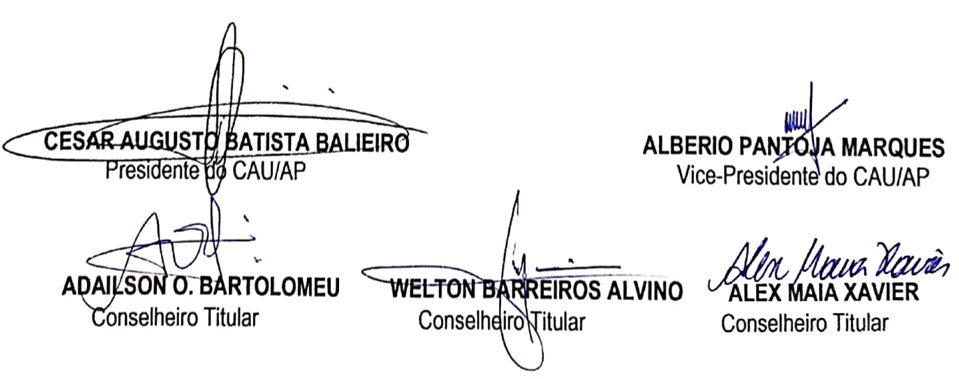 CESAR AUGUSTO BATISTA BALIEIRO
Presidente do CAU/AP
ALBERIO PANTOJA MARQUES
Vice-Presidente do CAU/AP
ADAILSON O. BARTOLOMEU
Conselheiro Titular
WELTON BARREIROS ALVINO
Conselheiro Titular
Alex Maia Xavier
ALEX MAIA XAVIER
Conselheiro Titular